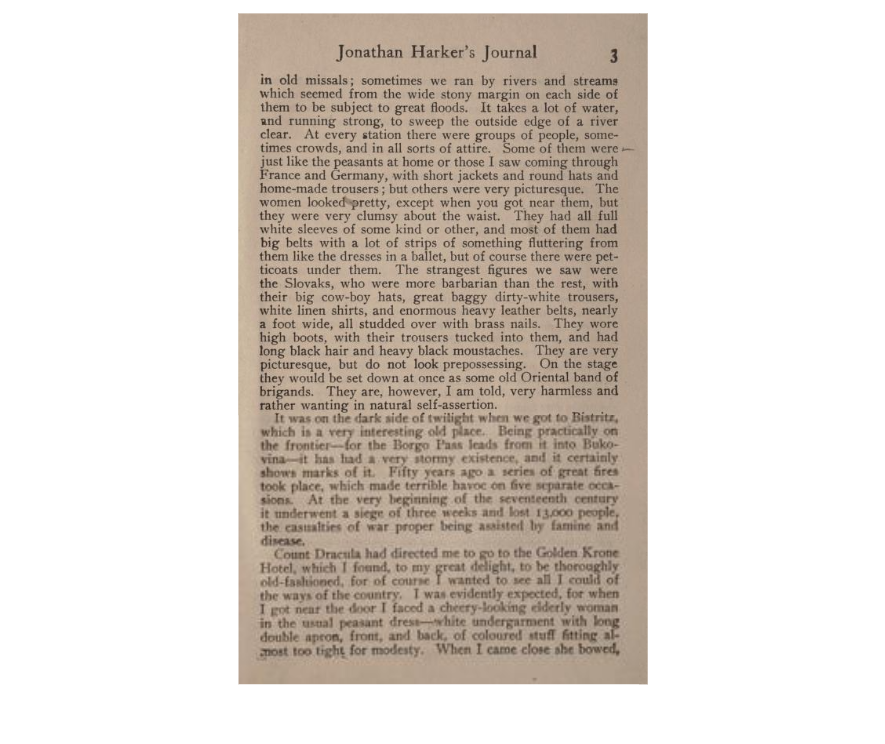 Jonathan Harker's Journal 3
in old missals; sometimes we ran by rivers and streams
which seemed from the wide stony margin on each side of
them to be subject to great floods. It takes a lot of water,
and running strong, to sweep the outside edge of a river
clear. At every station there were groups of people, some-
times crowds, and in all sorts of attire. Some of them were
just like the peasants at home or those I saw coming through
France and Germany, with short jackets and round hats and
home-made trousers; but others were very picturesque. The
women looked pretty, except when you got near them, but
they were very clumsy about the waist. They had all full
white sleeves of some kind or other, and most of them had
big belts with a lot of strips of something fluttering from
them like the dresses in a ballet, but of course there were pet-
ticoats under them. The strangest figures we saw were
the Slovaks, who were more barbarian than the rest, with
their big cow-boy hats, great baggy dirty-white trousers,
white linen shirts, and enormous heavy leather belts, nearly
a foot wide, all studded over with brass nails. They wore
high boots, with their trousers tucked into them, and had
long black hair and heavy black moustaches. They are very
picturesque, but do not look prepossessing. On the stage
they would be set down at once as some old Oriental band of
brigands. They are, however, I am told, very harmless and
rather wanting in natural self-assertion.
It was on the dark side of twilight when we got to Bistritz,
which is a very interesting old place. Being practically on
the frontier—for the Borgo Pass leads from it into Buko-
vina—it has had a very stormy existence, and it certainly
shows marks of it. Fifty years ago a series of great fires
took place, which made terrible havoc on five separate occa-
sions. At the very beginning of the seventeenth century
it underwent a siege of three weeks and lost 13,000 people,
the casualties of war proper being assisted by famine and
disease.
Count Dracula had directed me to go to the Golden Krone
Hotel, which I found, to my great delight, to be thoroughly
old-fashioned, for of course I wanted to see all I could of
the ways of the country. I was evidently expected, for when
I got near the door I faced a cheery-looking elderly woman
in the usual peasant dress—white undergarment with long
double apron, front, and back, of coloured stuff fitting al-
most too tight for modesty. When I came close she bowed,